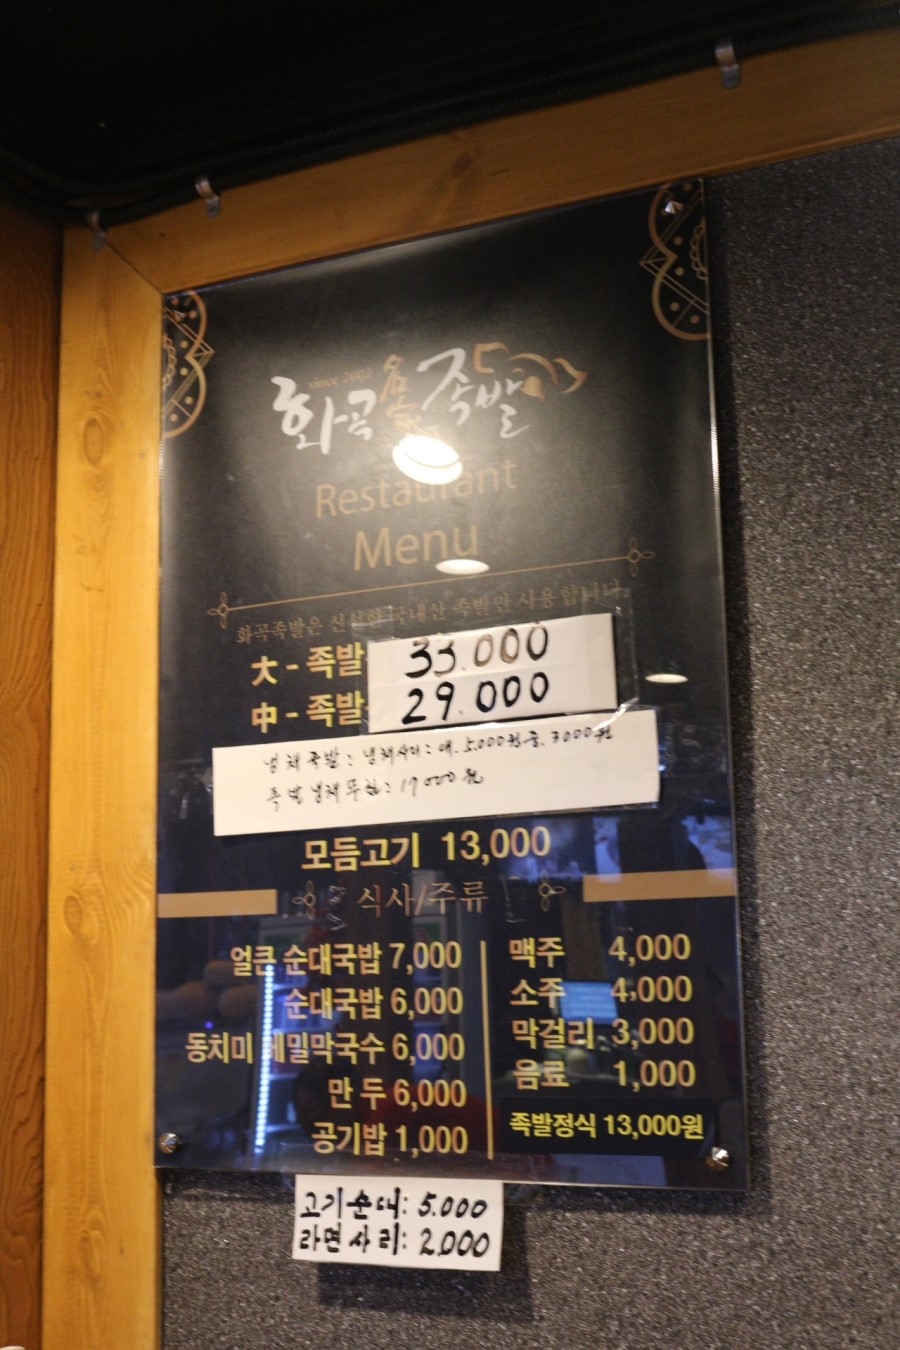 since 2002
화곡 족발
Restaurant
Menu
화곡족발은 신선한 국내산 족발만 사용합니다.
大 - 족발 33.000
中 - 족발 29.000
냉채족발 : 냉채사리 : 대. 5.000원 중. 3000원
족발냉채무침 : 17000원
모듬고기 13,000
식사/주류
얼큰 순대국밥 7,000
순대국밥 6,000
동치미 메밀막국수 6,000
만 두 6,000
공기밥 1,000
맥주 4,000
소주 4,000
막걸리 3,000
음료 1,000
족발정식 13,000원
고기순대: 5.000
라면사리: 2.000